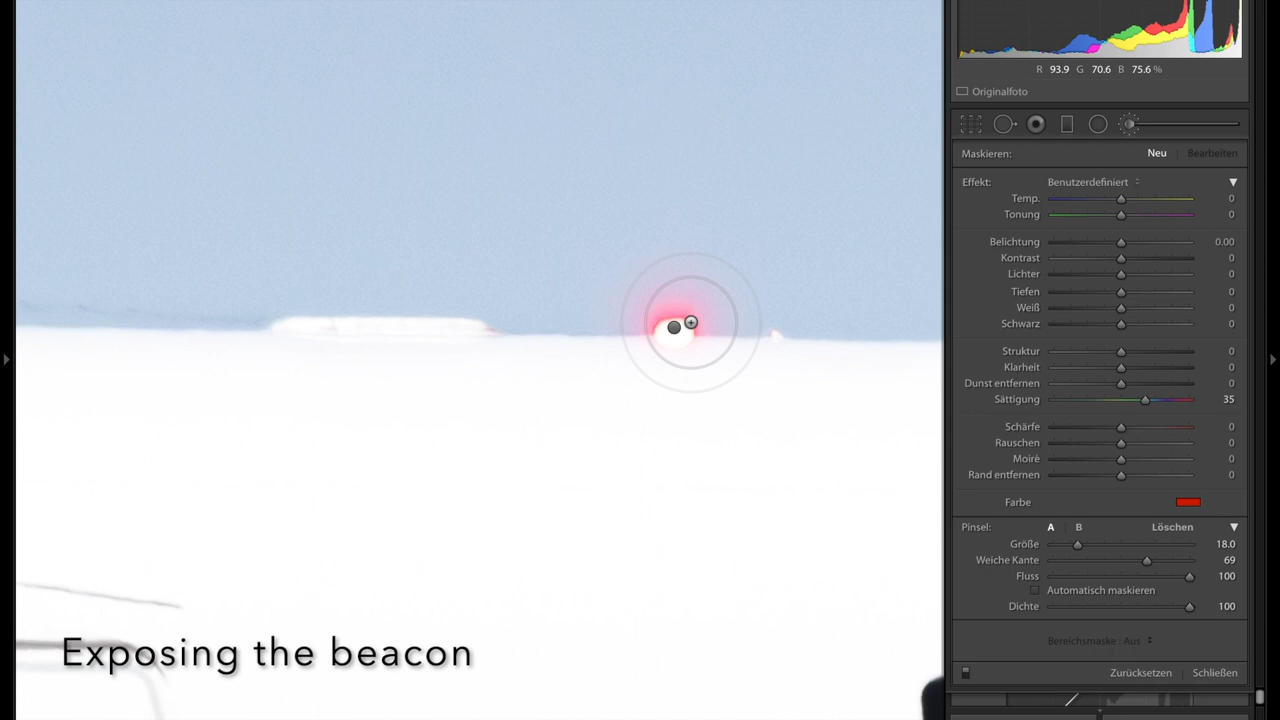 R 93.9 G 70.6 B 75.6 %
Originalfoto
Maskieren: Neu | Bearbeiten
Effekt: Benutzerdefiniert
Temp. 0
Tonung 0
Belichtung 0.00
Kontrast 0
Lichter 0
Tiefen 0
Weiß 0
Schwarz 0
Struktur 0
Klarheit 0
Dunst entfernen 0
Sättigung 35
Schärfe 0
Rauschen 0
Moiré 0
Rand entfernen 0
Farbe
Pinsel: A | B Löschen
Größe 18.0
Weiche Kante 69
Fluss 100
Automatisch maskieren
Dichte 100
Bereichsmaske : Aus
Zurücksetzen Schließen
Exposing the beacon